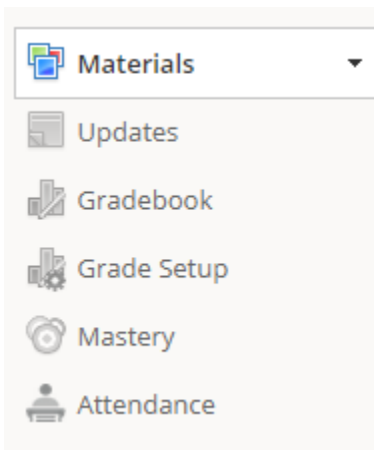 Materials
Updates
Gradebook
Grade Setup
Mastery
Attendance